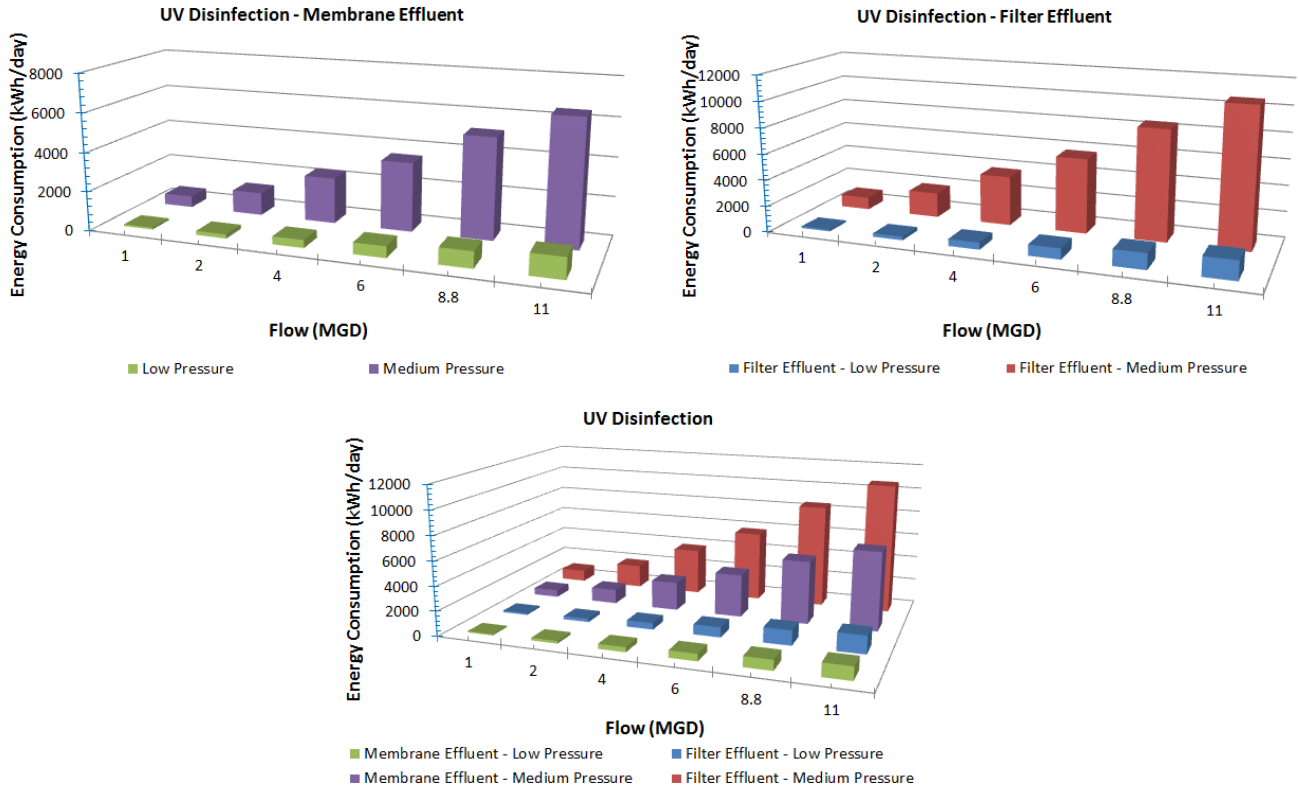 UV Disinfection - Membrane Effluent
Energy Consumption (kWh/day)
8000
6000
4000
2000
0
1
2
4
6
8.8
11
Flow (MGD)
Low Pressure
Medium Pressure
UV Disinfection - Filter Effluent
Energy Consumption (kWh/day)
12000
10000
8000
6000
4000
2000
0
1
2
4
6
8.8
11
Flow (MGD)
Filter Effluent - Low Pressure
Filter Effluent - Medium Pressure
UV Disinfection
Energy Consumption (kWh/day)
12000
10000
8000
6000
4000
2000
0
1
2
4
6
8.8
11
Flow (MGD)
Membrane Effluent - Low Pressure
Filter Effluent - Low Pressure
Membrane Effluent - Medium Pressure
Filter Effluent - Medium Pressure